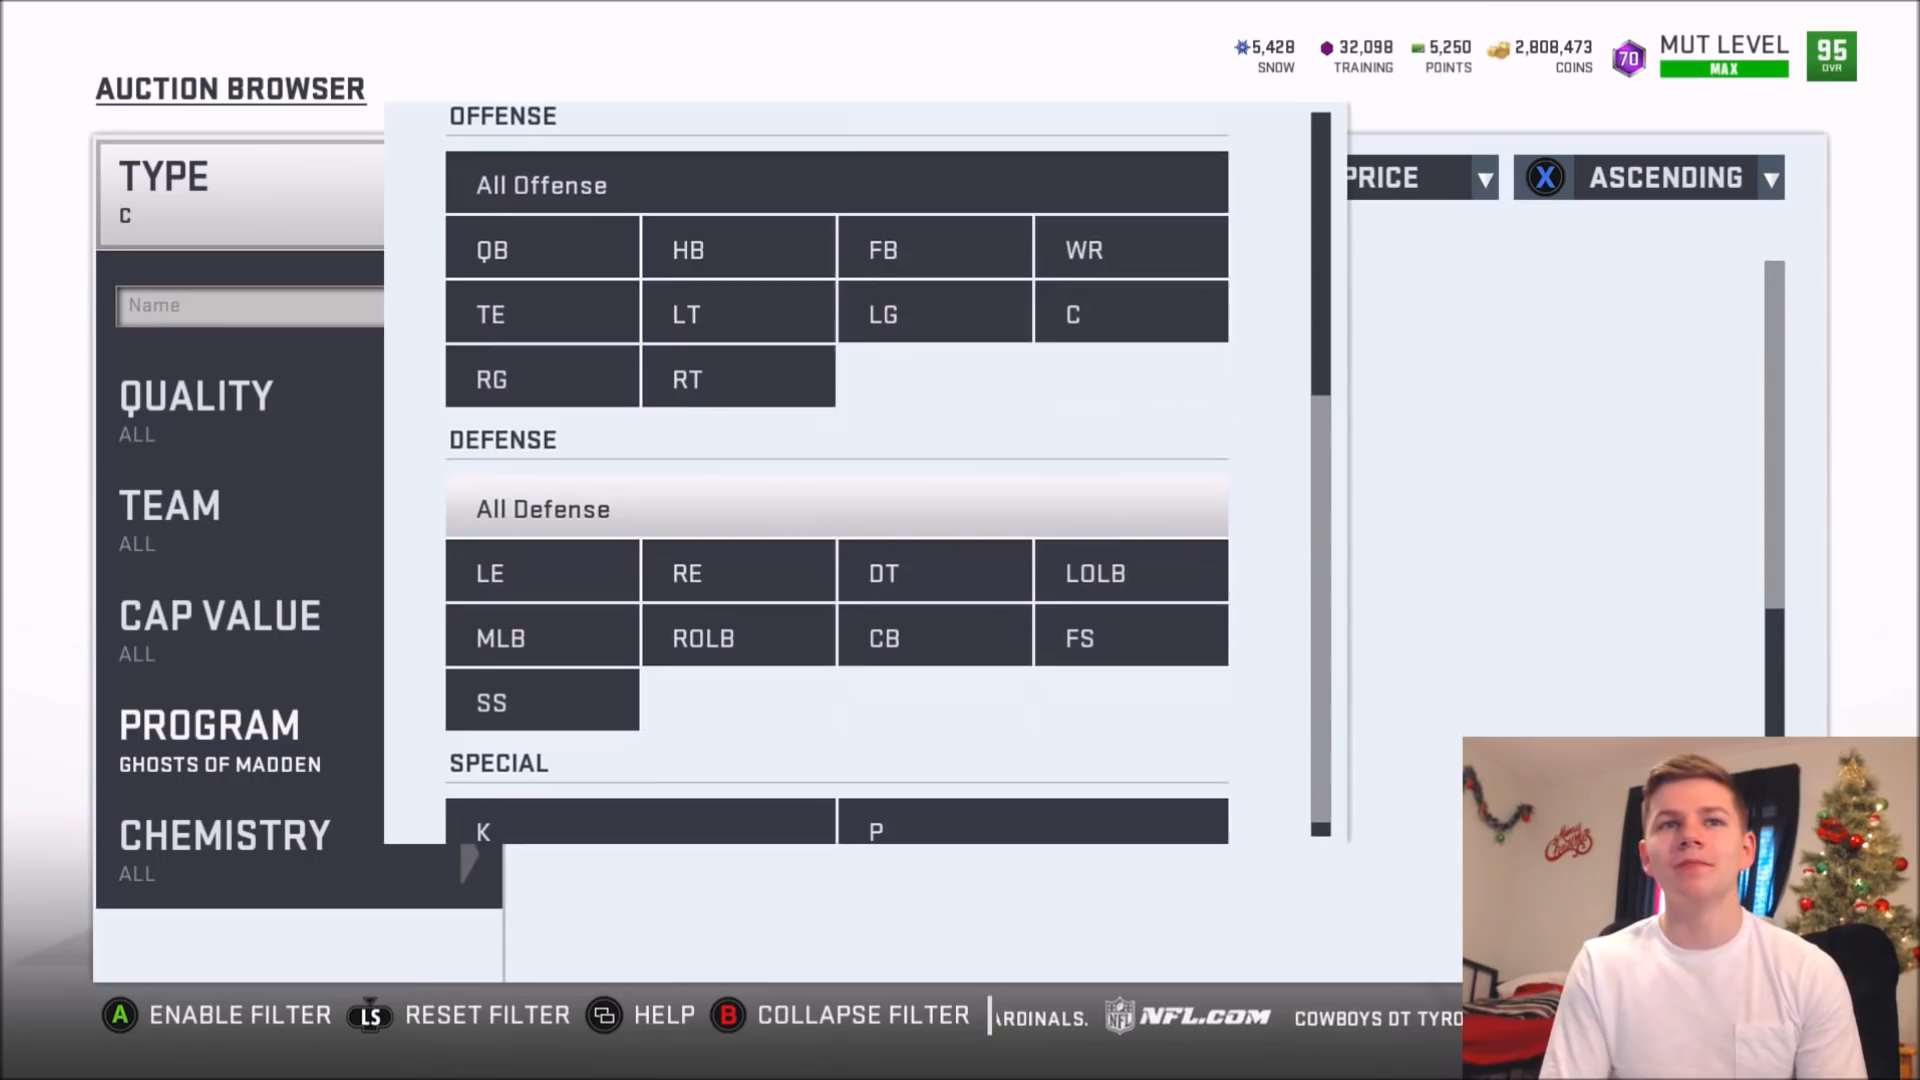 AUCTION BROWSER
5,428
SNOW
32,098
TRAINING
5,250
POINTS
2,808,473
COINS
70
MUT LEVEL
MAX
95
OVR
TYPE
C
Name
QUALITY
ALL
TEAM
ALL
CAP VALUE
ALL
PROGRAM
GHOSTS OF MADDEN
CHEMISTRY
ALL
OFFENSE
All Offense
QB HB FB WR
TE LT LG C
RG RT
DEFENSE
All Defense
LE RE DT LOLB
MLB ROLB CB FS
SS
SPECIAL
K P
PRICE
X ASCENDING
Merry Christmas
A ENABLE FILTER LS RESET FILTER HELP B COLLAPSE FILTER ARDINALS. NFL NFL.COM COWBOYS DT TYRO